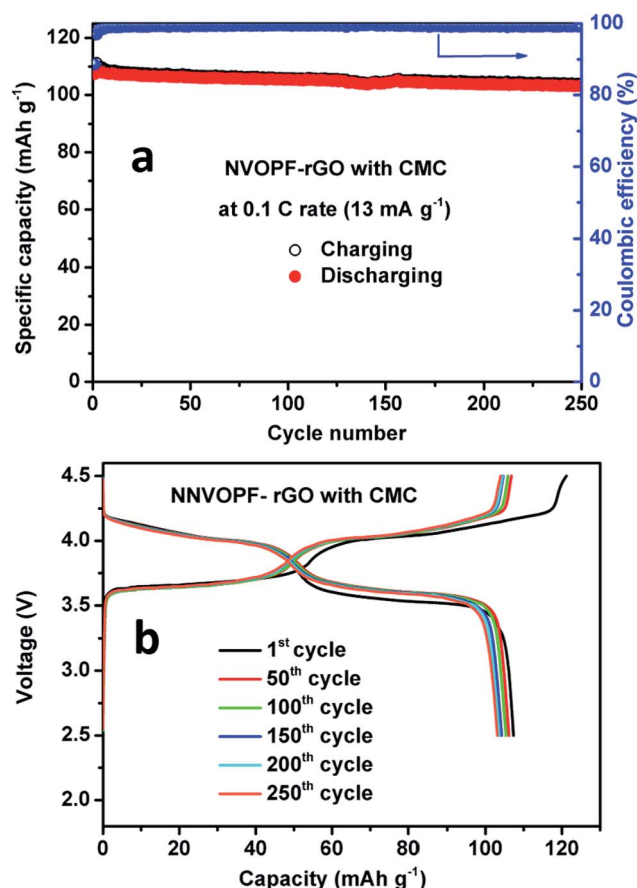 120
100
80
60
40
20
0
Specific capacity (mAh g-1)
a
NVOPF-rGO with CMC
at 0.1 C rate (13 mA g-1)
Charging
Discharging
100
80
60
40
20
0
Coulombic efficiency (%)
0 50 100 150 200 250
Cycle number
4.5
4.0
3.5
3.0
2.5
2.0
Voltage (V)
NNVOPF- rGO with CMC
b
1st cycle
50th cycle
100th cycle
150th cycle
200th cycle
250th cycle
0 20 40 60 80 100 120
Capacity (mAh g-1)